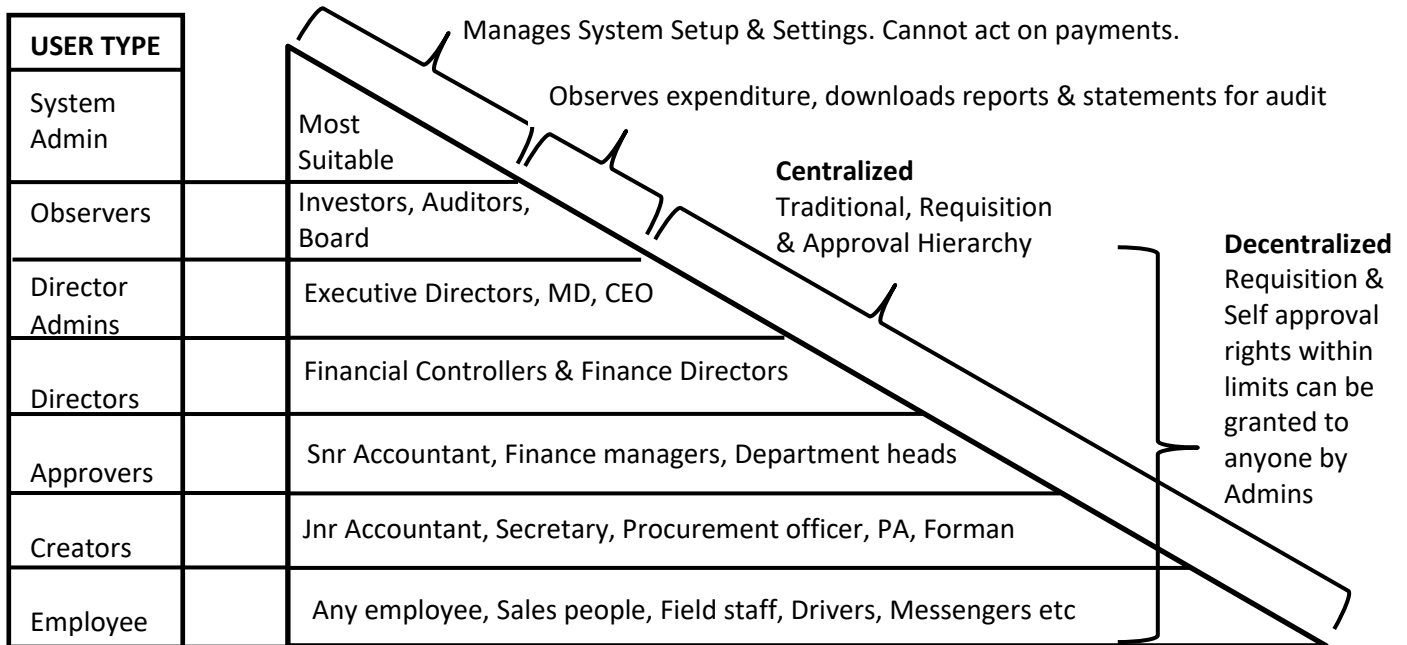 USER TYPE
Manages System Setup & Settings. Cannot act on payments.
System
Admin
Most
Suitable
Observes expenditure, downloads reports & statements for audit
Observers
Investors, Auditors,
Board
Centralized
Traditional, Requisition
& Approval Hierarchy
Decentralized
Requisition &
Self approval
rights within
limits can be
granted to
anyone by
Admins
Director
Admins
Executive Directors, MD, CEO
Directors
Financial Controllers & Finance Directors
Approvers
Snr Accountant, Finance managers, Department heads
Creators
Jnr Accountant, Secretary, Procurement officer, PA, Forman
Employee
Any employee, Sales people, Field staff, Drivers, Messengers etc